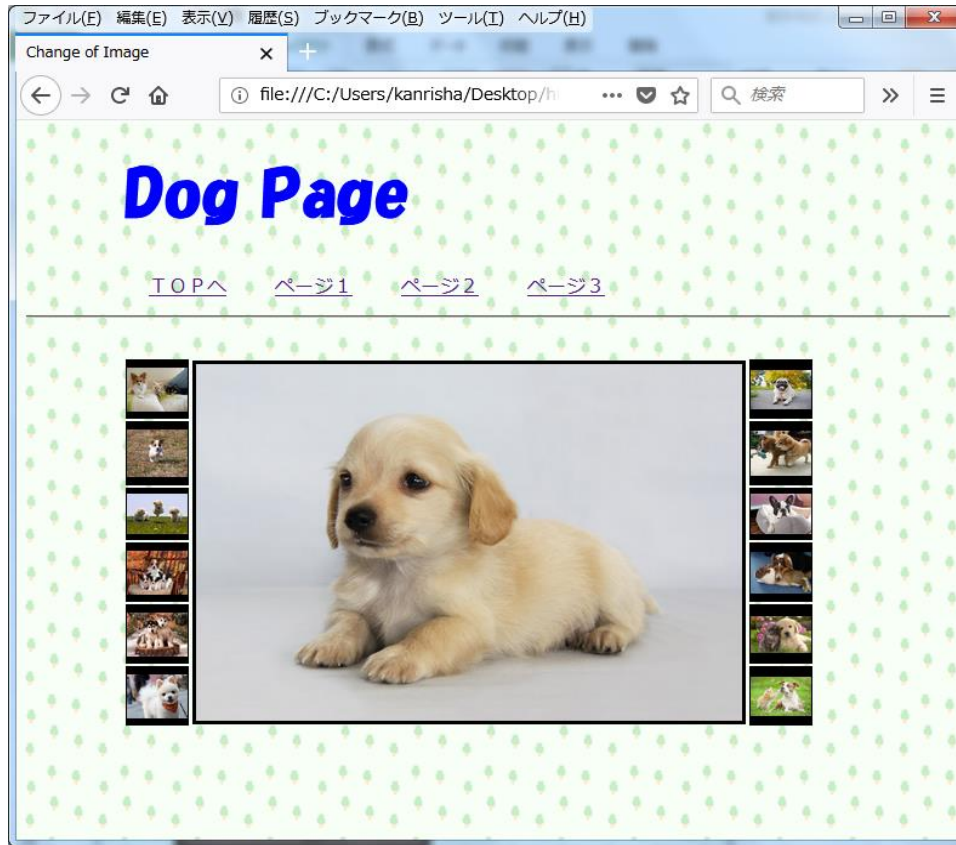 ファイル(F) 編集(E) 表示(V) 履歴(S) ブックマーク(B) ツール(T) ヘルプ(H)
Change of Image
file:///C:/Users/kanrisha/Desktop/h
検索
Dog Page
ＴＯＰへ ページ１ ページ２ ページ３